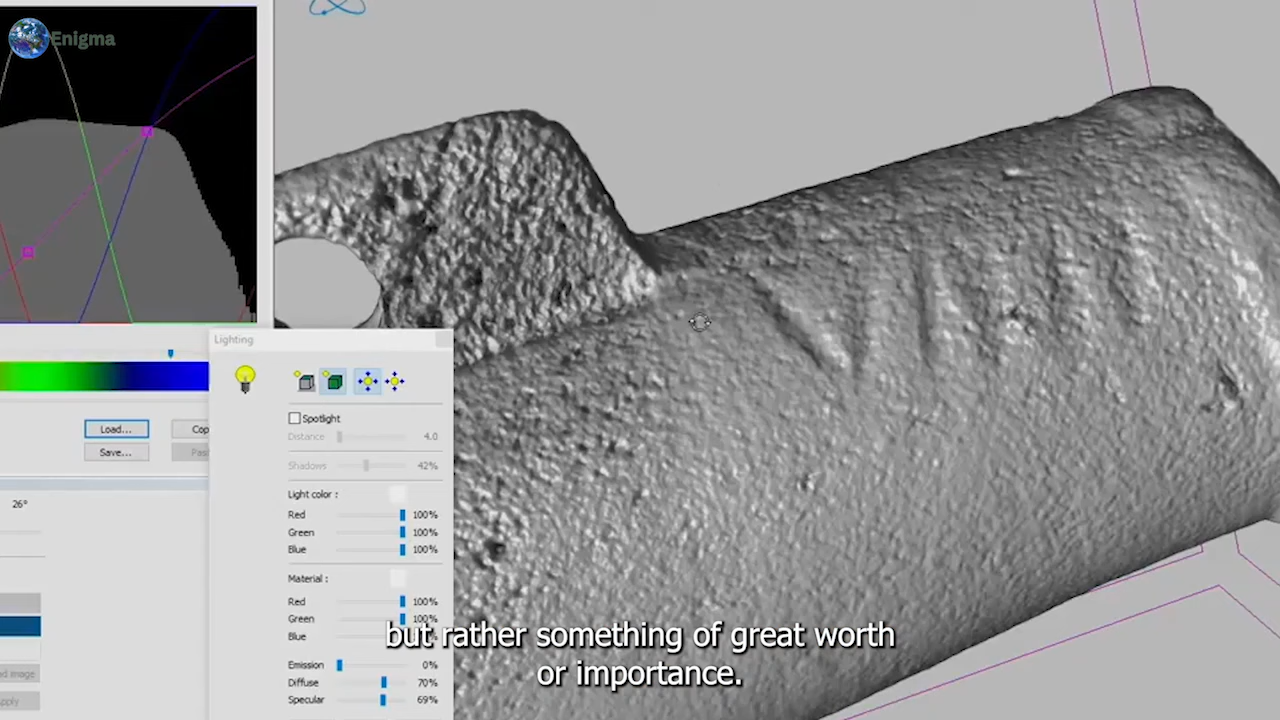 Enigma
Lighting
Spotlight
Distance 4.0
Shadows 42%
Load...
Save...
26°
Light color :
Red 100%
Green 100%
Blue 100%
Material :
Red 100%
Green 100%
Blue
Emission 0%
Diffuse 70%
Specular 69%
but rather something of great worth
or importance.